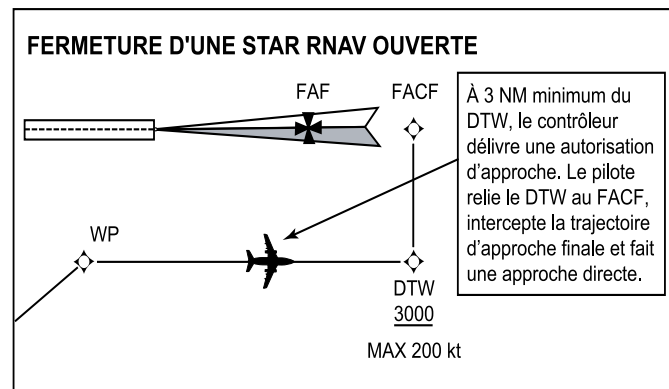 FERMETURE D'UNE STAR RNAV OUVERTE
FAF
FACF
À 3 NM minimum du
DTW, le contrôleur
délivre une autorisation
d'approche. Le pilote
relie le DTW au FACF,
intercepte la trajectoire
d'approche finale et fait
une approche directe.
WP
DTW
3000
MAX 200 kt